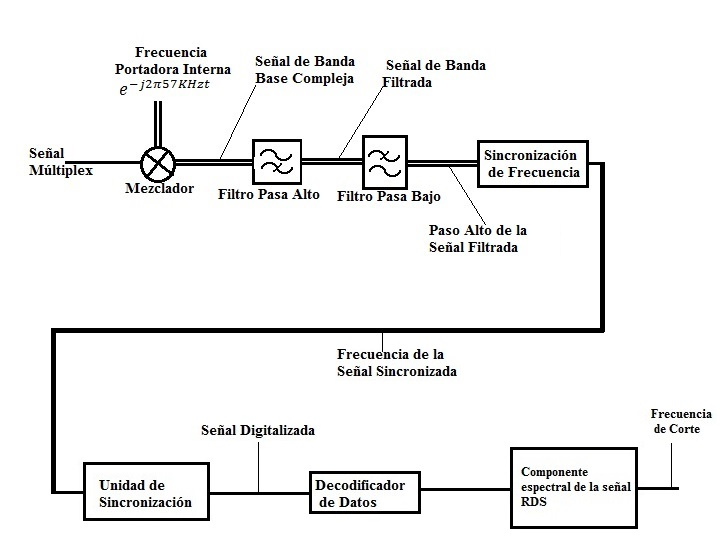 Frecuencia
Portadora Interna
e^{-j2π57KHzt}
Señal de Banda
Base Compleja
Señal de Banda
Filtrada
Señal
Múltiplex
Mezclador
Filtro Pasa Alto
Filtro Pasa Bajo
Sincronización
de Frecuencia
Paso Alto de la
Señal Filtrada
Frecuencia de la
Señal Sincronizada
Señal Digitalizada
Frecuencia
de Corte
Unidad de
Sincronización
Decodificador
de Datos
Componente
espectral de la señal
RDS